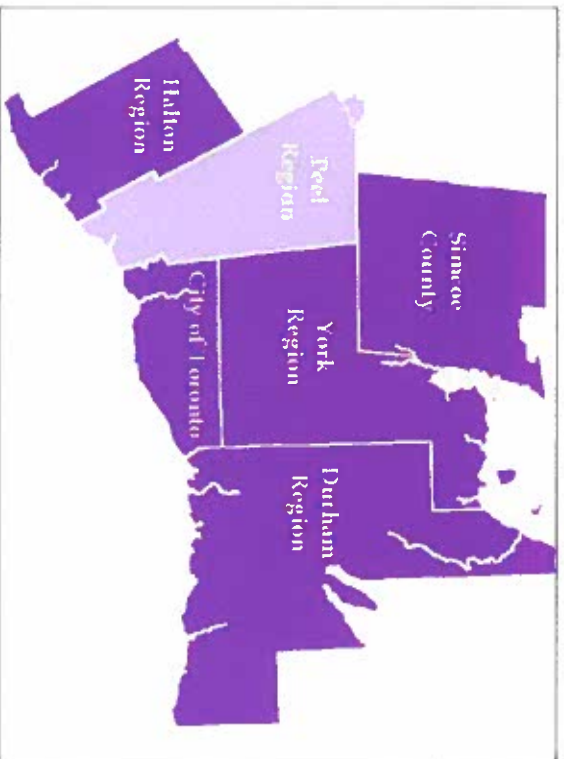 Halton
Region
Peel
Region
Simcoe
County
York
Region
City of Toronto
Durham
Region